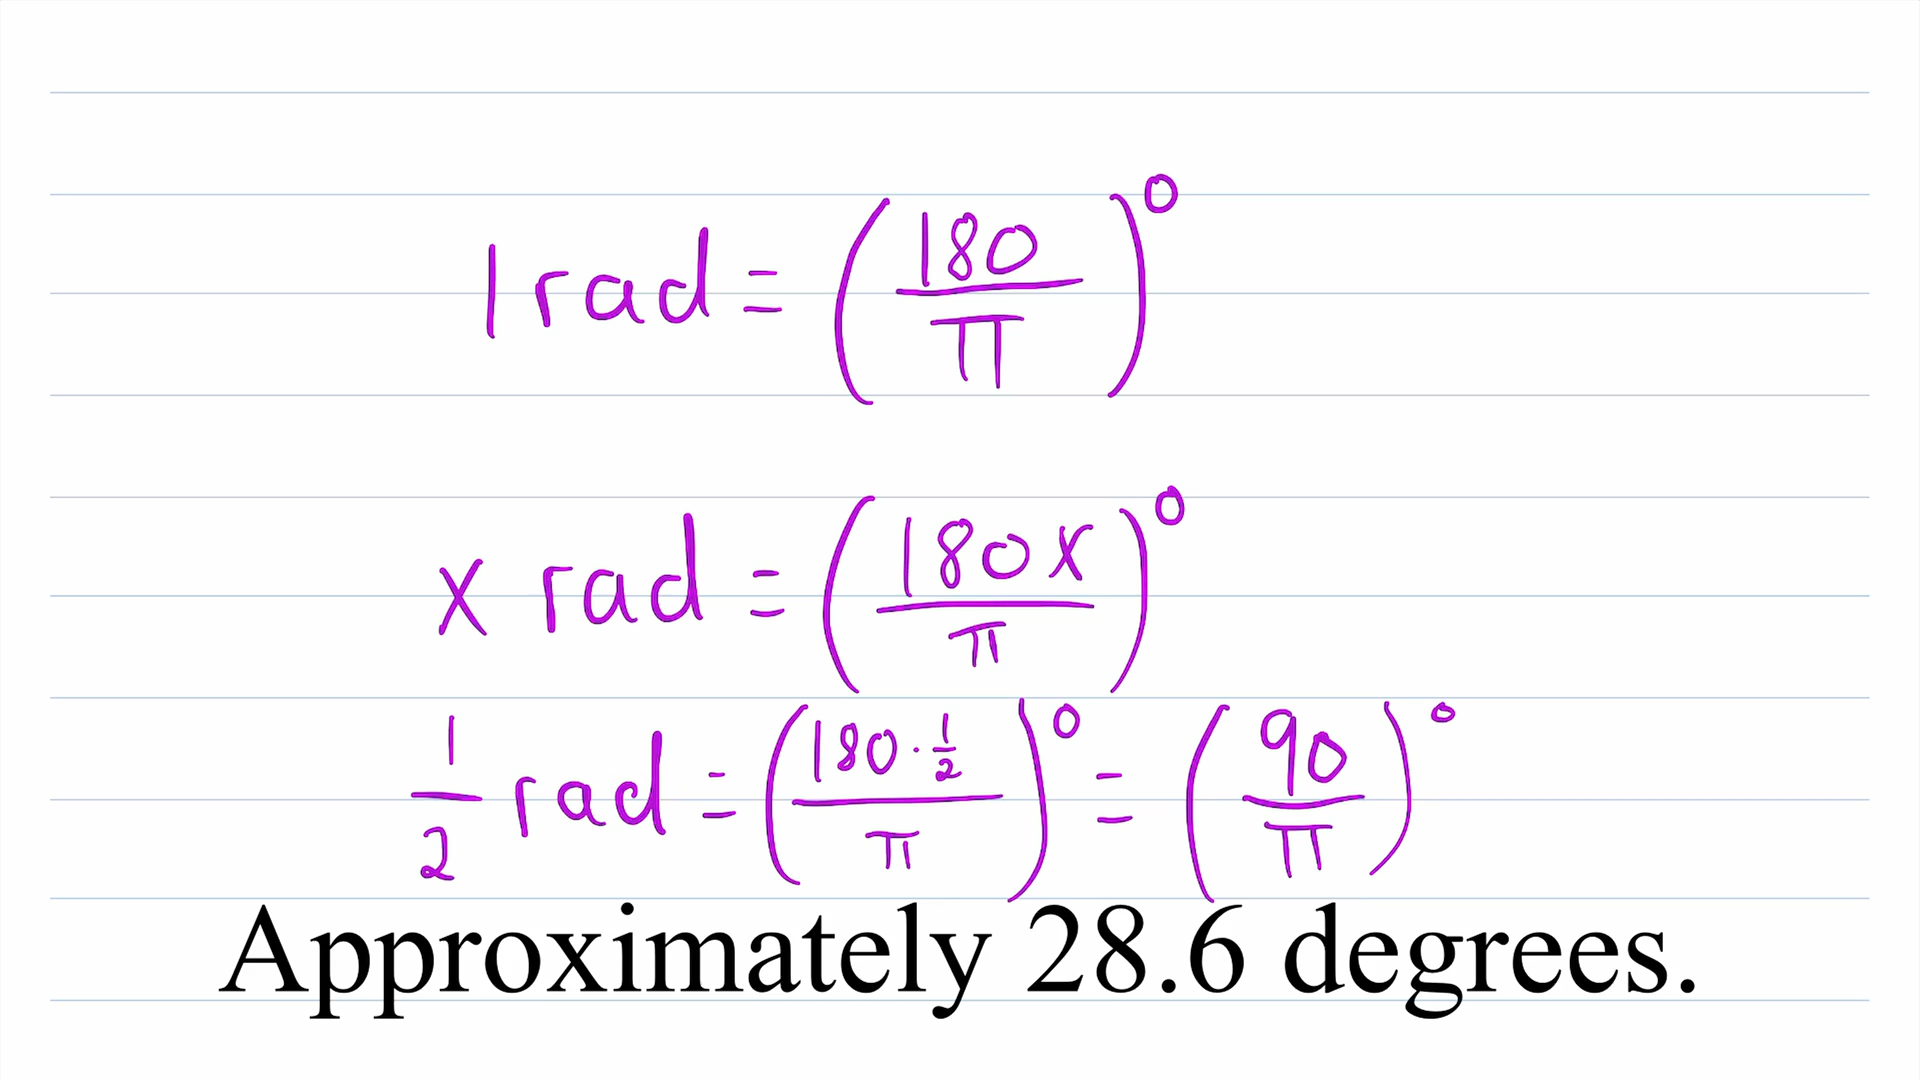 1 rad = (180/π)°
x rad = (180x/π)°
1/2 rad = (180·1/2/π)° = (90/π)°
Approximately 28.6 degrees.